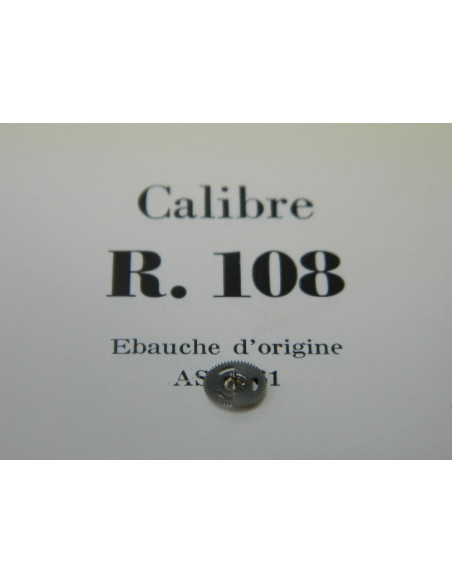 Calibre
R. 108
Ebauche d'origine
AS